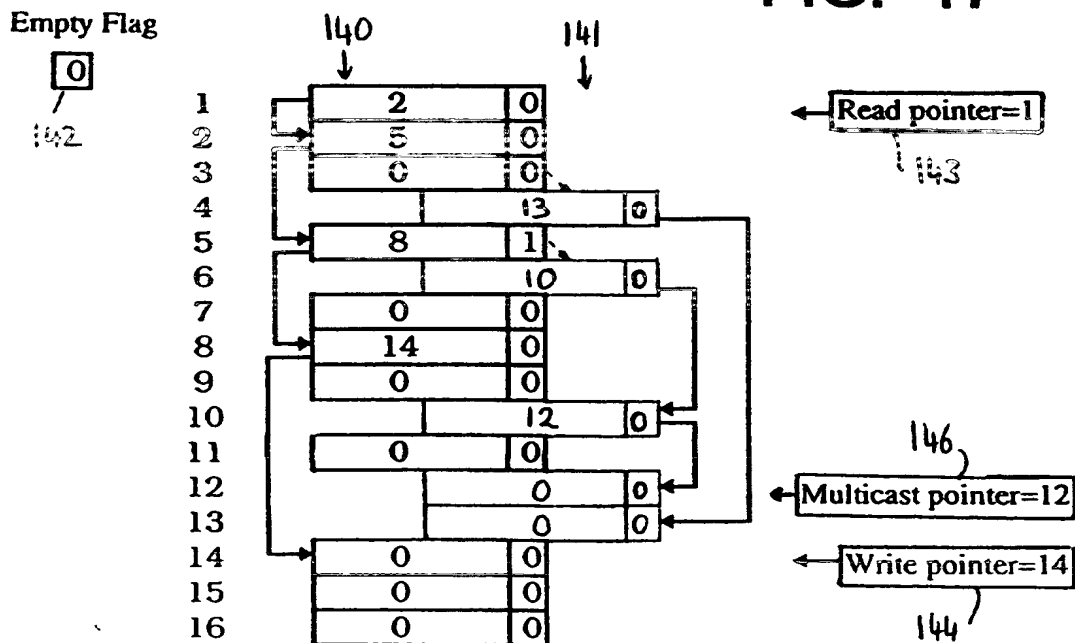 FIG. 17
Empty Flag
0
142
140
141
1 2 0
2 5 0
3 0 0
4 13 0
5 8 1
6 10 0
7 0 0
8 14 0
9 0 0
10 12 0
11 0 0
12 0 0
13 0 0
14 0 0
15 0 0
16 0 0
Read pointer=1
143
146
Multicast pointer=12
Write pointer=14
144